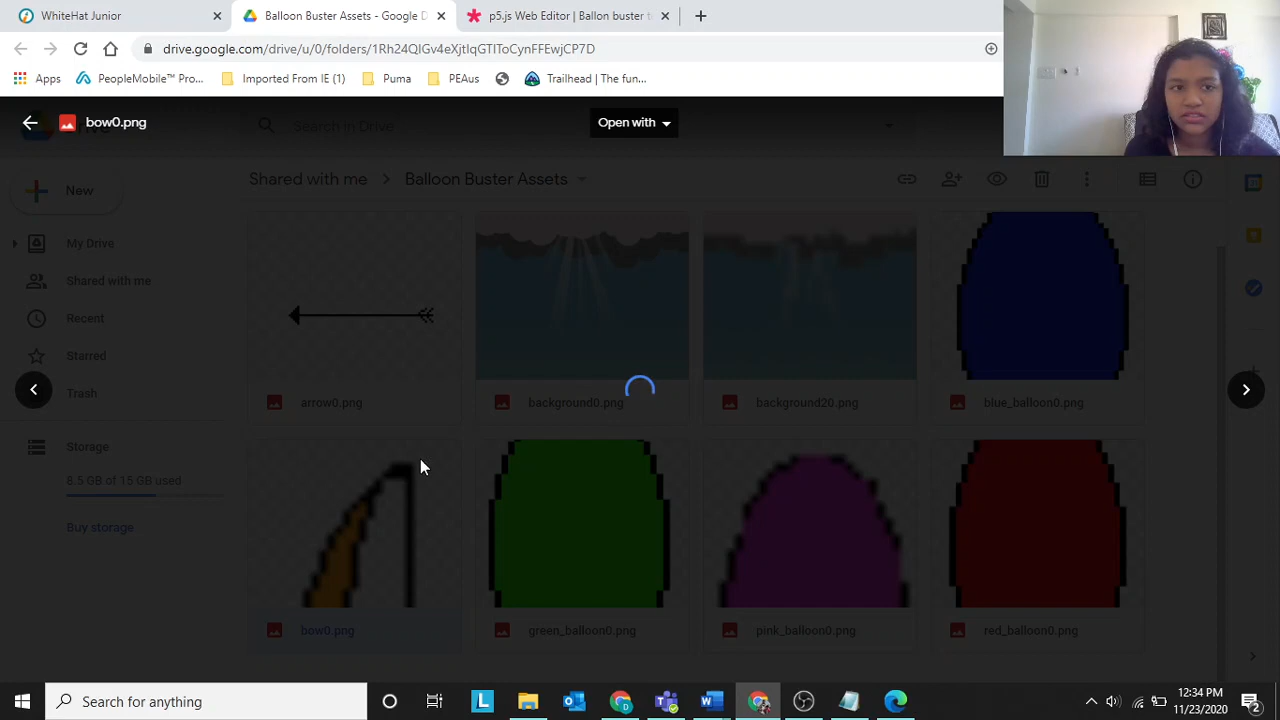 WhiteHat Junior
Balloon Buster Assets - Google D
p5.js Web Editor | Ballon buster t
drive.google.com/drive/u/0/folders/1Rh24QIGv4eXjtIqGTIToCynFFEwjCP7D
Apps
PeopleMobile™ Pro...
Imported From IE (1)
Puma
PEAus
Trailhead | The fun...
bow0.png
Open with
Search in Drive
New
Shared with me
Balloon Buster Assets
My Drive
Shared with me
Recent
Starred
Trash
Storage
8.5 GB of 15 GB used
Buy storage
arrow0.png
background0.png
background20.png
blue_balloon0.png
bow0.png
green_balloon0.png
pink_balloon0.png
red_balloon0.png
Search for anything
12:34 PM
11/23/2020
2